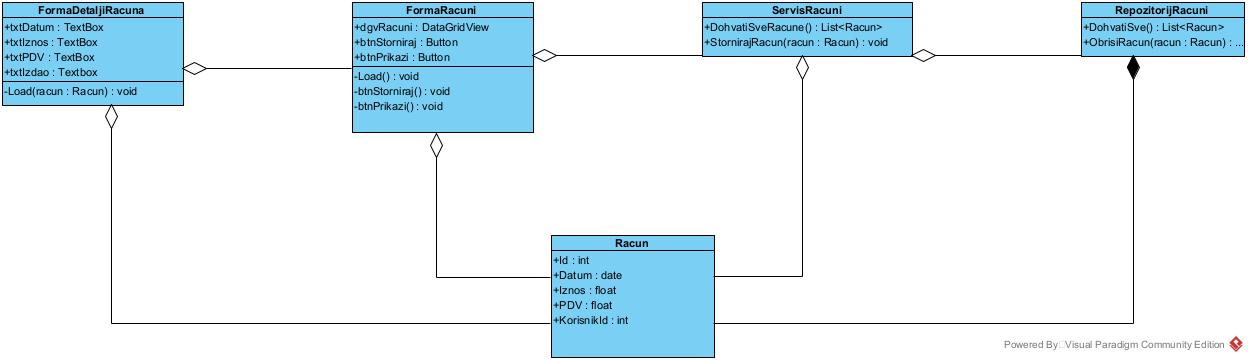 FormaDetaljiRacuna
+txtDatum : TextBox
+txtIznos : TextBox
+txtPDV : TextBox
+txtIzdao : Textbox
-Load(racun : Racun) : void
FormaRacuni
+dgvRacuni : DataGridView
+btnStorniraj : Button
+btnPrikazi : Button
-Load() : void
-btnStorniraj() : void
-btnPrikazi() : void
ServisRacuni
+DohvatiSveRacune() : List<Racun>
+StornirajRacun(racun : Racun) : void
RepozitorijRacuni
+DohvatiSve() : List<Racun>
+ObrisiRacun(racun : Racun) : ...
Racun
+Id : int
+Datum : date
+Iznos : float
+PDV : float
+KorisnikId : int
Powered By Visual Paradigm Community Edition